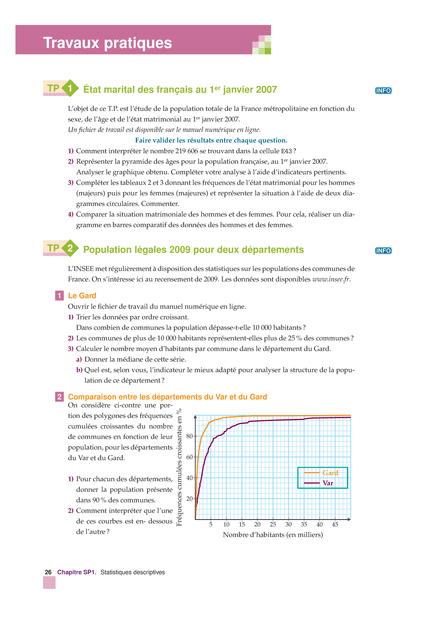 Travaux pratiques
TP 1 État marital des français au 1er janvier 2007 INFO
L'objet de ce T.P. est l'étude de la population totale de la France métropolitaine en fonction du
sexe, de l'âge et de l'état matrimonial au 1er janvier 2007.
Un fichier de travail est disponible sur le manuel numérique en ligne.
Faire valider les résultats entre chaque question.
1) Comment interpréter le nombre 219 606 se trouvant dans la cellule E43 ?
2) Représenter la pyramide des âges pour la population française, au 1er janvier 2007.
Analyser le graphique obtenu. Compléter votre analyse à l'aide d'indicateurs pertinents.
3) Compléter les tableaux 2 et 3 donnant les fréquences de l'état matrimonial pour les hommes
(majeurs) puis pour les femmes (majeures) et représenter la situation à l'aide de deux dia-
grammes circulaires. Commenter.
4) Comparer la situation matrimoniale des hommes et des femmes. Pour cela, réaliser un dia-
gramme en barres comparatif des données des hommes et des femmes.
TP 2 Population légales 2009 pour deux départements INFO
L'INSEE met régulièrement à disposition des statistiques sur les populations des communes de
France. On s'intéresse ici au recensement de 2009. Les données sont disponibles www.insee.fr.
1 Le Gard
Ouvrir le fichier de travail du manuel numérique en ligne.
1) Trier les données par ordre croissant.
Dans combien de communes la population dépasse-t-elle 10 000 habitants ?
2) Les communes de plus de 10 000 habitants représentent-elles plus de 25 % des communes ?
3) Calculer le nombre moyen d'habitants par commune dans le département du Gard.
a) Donner la médiane de cette série.
b) Quel est, selon vous, l'indicateur le mieux adapté pour analyser la structure de la popu-
lation de ce département ?
2 Comparaison entre les départements du Var et du Gard
On considère ci-contre une por-
tion des polygones des fréquences
cumulées croissantes du nombre
de communes en fonction de leur
population, pour les départements
du Var et du Gard.
1) Pour chacun des départements,
donner la population présente
dans 90 % des communes.
2) Comment interpréter que l'une
de ces courbes est en- dessous
de l'autre ?
Fréquences cumulées croissantes en %
80
60
40
20
5 10 15 20 25 30 35 40 45
Gard
Var
Nombre d'habitants (en milliers)
26 Chapitre SP1. Statistiques descriptives